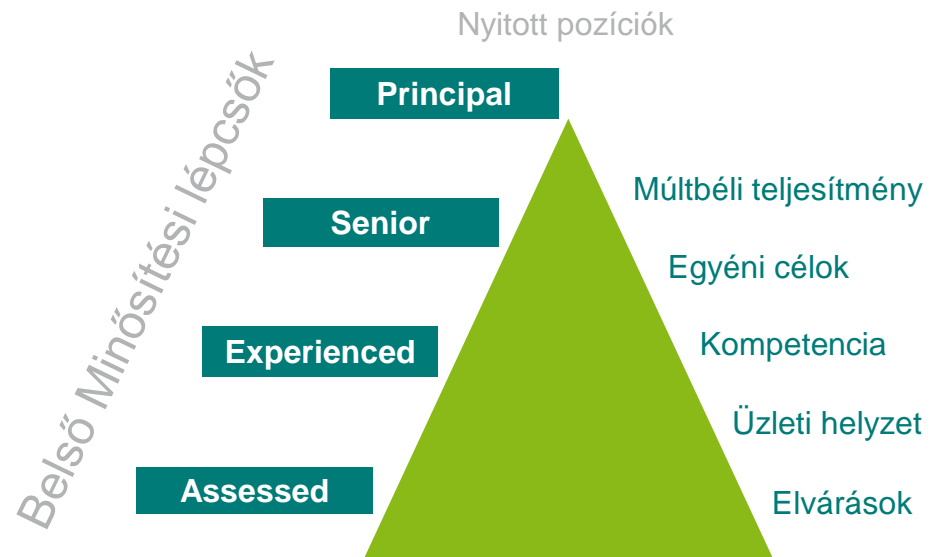 Nyitott pozíciók
Belső Minősítési lépcsők
Principal
Senior
Experienced
Assessed
Múltbéli teljesítmény
Egyéni célok
Kompetencia
Üzleti helyzet
Elvárások